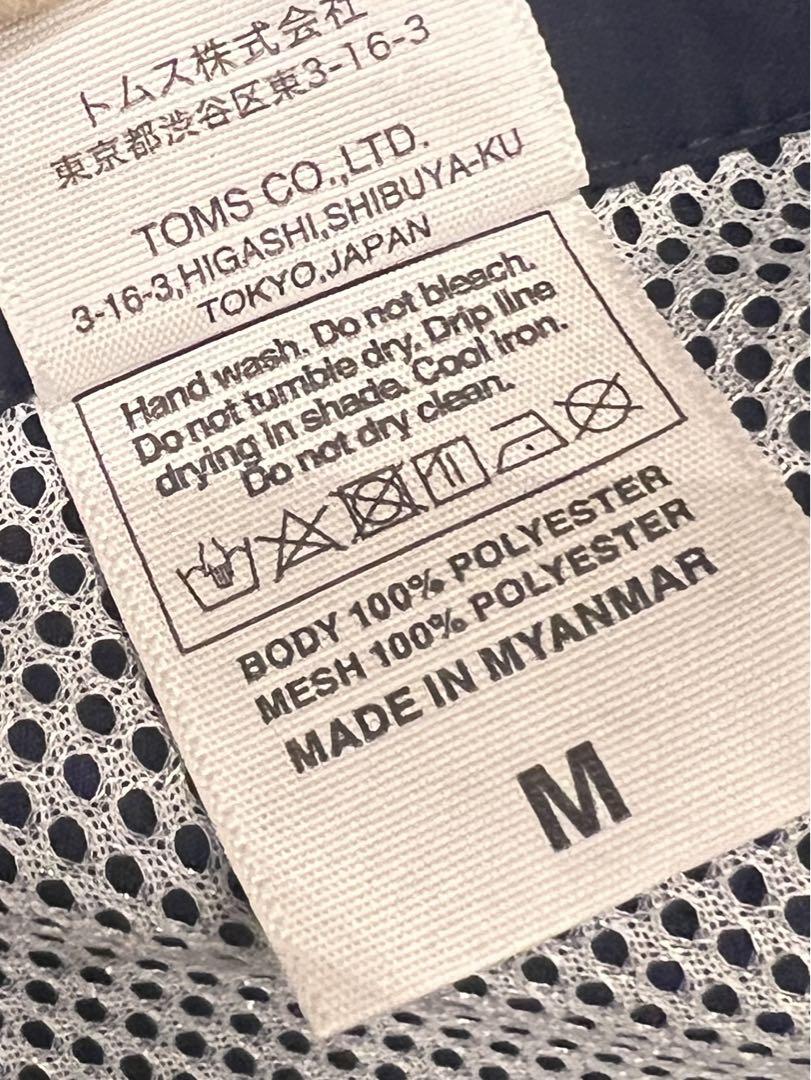 トムス株式会社
東京都渋谷区東3-16-3
TOMS CO.,LTD.
3-16-3,HIGASHI,SHIBUYA-KU
TOKYO,JAPAN
Hand wash. Do not bleach.
Do not tumble dry. Drip line
drying in shade. Cool iron.
Do not dry clean.
BODY 100% POLYESTER
MESH 100% POLYESTER
MADE IN MYANMAR
M